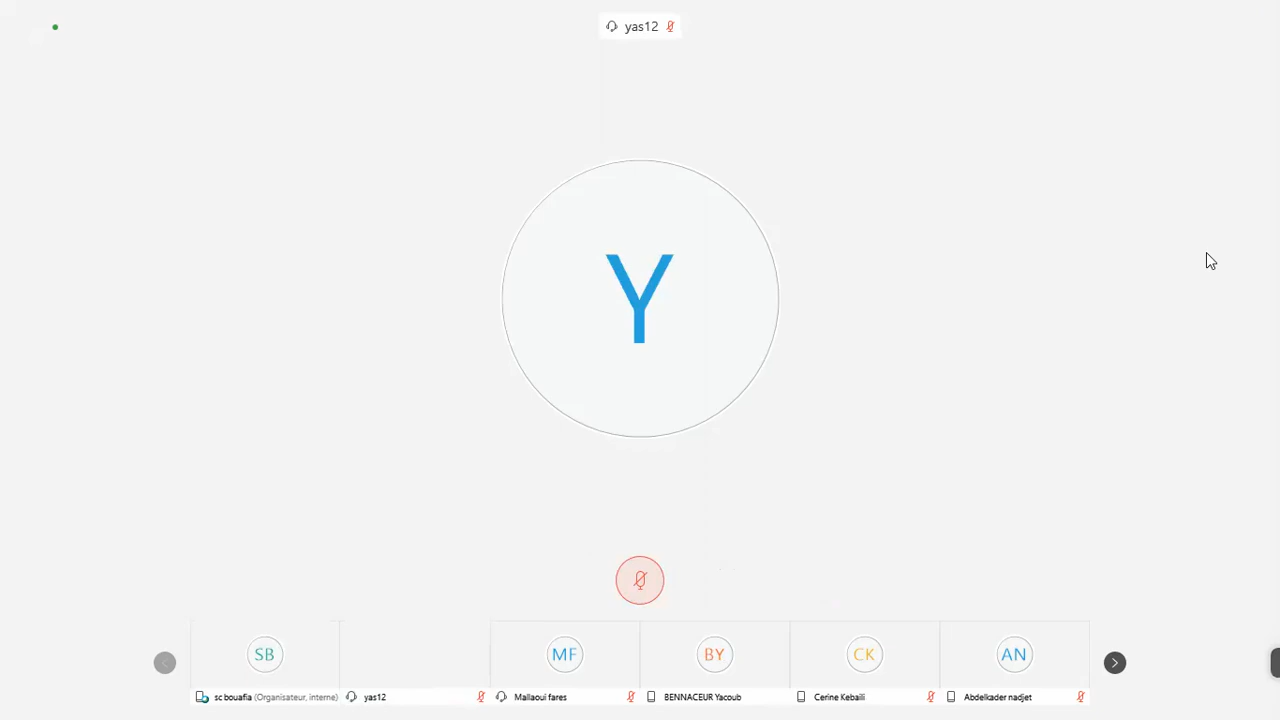 yas12
Y
SB
MF
BY
CK
AN
sc bouafia (Organisateur, interne)
yas12
Mallaoui fares
BENNACEUR Yacoub
Cerine Kebaili
Abdelkader nadjet